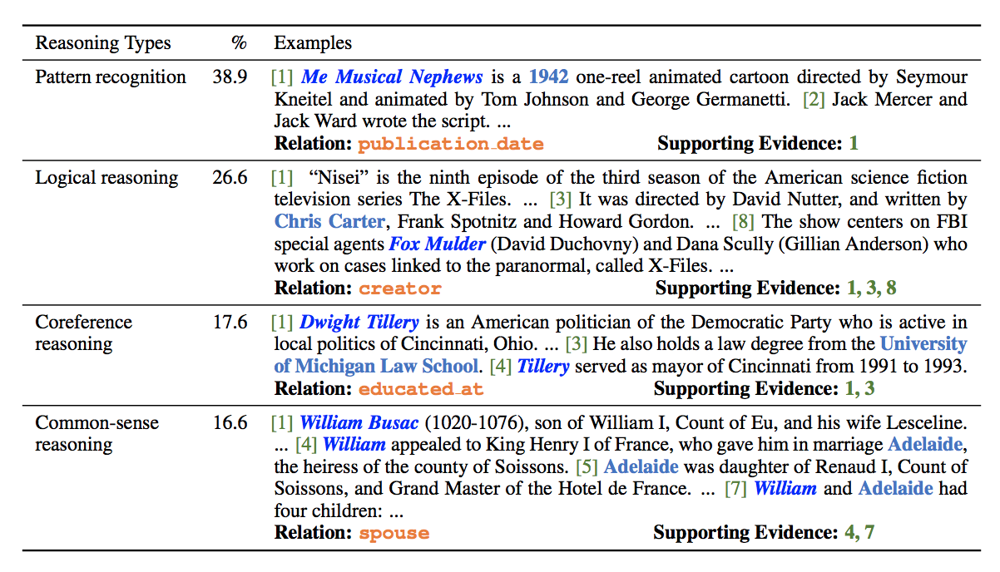 Reasoning Types % Examples
Pattern recognition 38.9 [1] Me Musical Nephews is a 1942 one-reel animated cartoon directed by Seymour
Kneitel and animated by Tom Johnson and George Germanetti. [2] Jack Mercer and
Jack Ward wrote the script. ...
Relation: publication_date Supporting Evidence: 1
Logical reasoning 26.6 [1] “Nisei” is the ninth episode of the third season of the American science fiction
television series The X-Files. ... [3] It was directed by David Nutter, and written by
Chris Carter, Frank Spotnitz and Howard Gordon. ... [8] The show centers on FBI
special agents Fox Mulder (David Duchovny) and Dana Scully (Gillian Anderson) who
work on cases linked to the paranormal, called X-Files. ...
Relation: creator Supporting Evidence: 1, 3, 8
Coreference 17.6 [1] Dwight Tillery is an American politician of the Democratic Party who is active in
reasoning local politics of Cincinnati, Ohio. ... [3] He also holds a law degree from the University
of Michigan Law School. [4] Tillery served as mayor of Cincinnati from 1991 to 1993.
Relation: educated_at Supporting Evidence: 1, 3
Common-sense 16.6 [1] William Busac (1020-1076), son of William I, Count of Eu, and his wife Lesceline.
reasoning ... [4] William appealed to King Henry I of France, who gave him in marriage Adelaide,
the heiress of the county of Soissons. [5] Adelaide was daughter of Renaud I, Count of
Soissons, and Grand Master of the Hotel de France. ... [7] William and Adelaide had
four children: ...
Relation: spouse Supporting Evidence: 4, 7